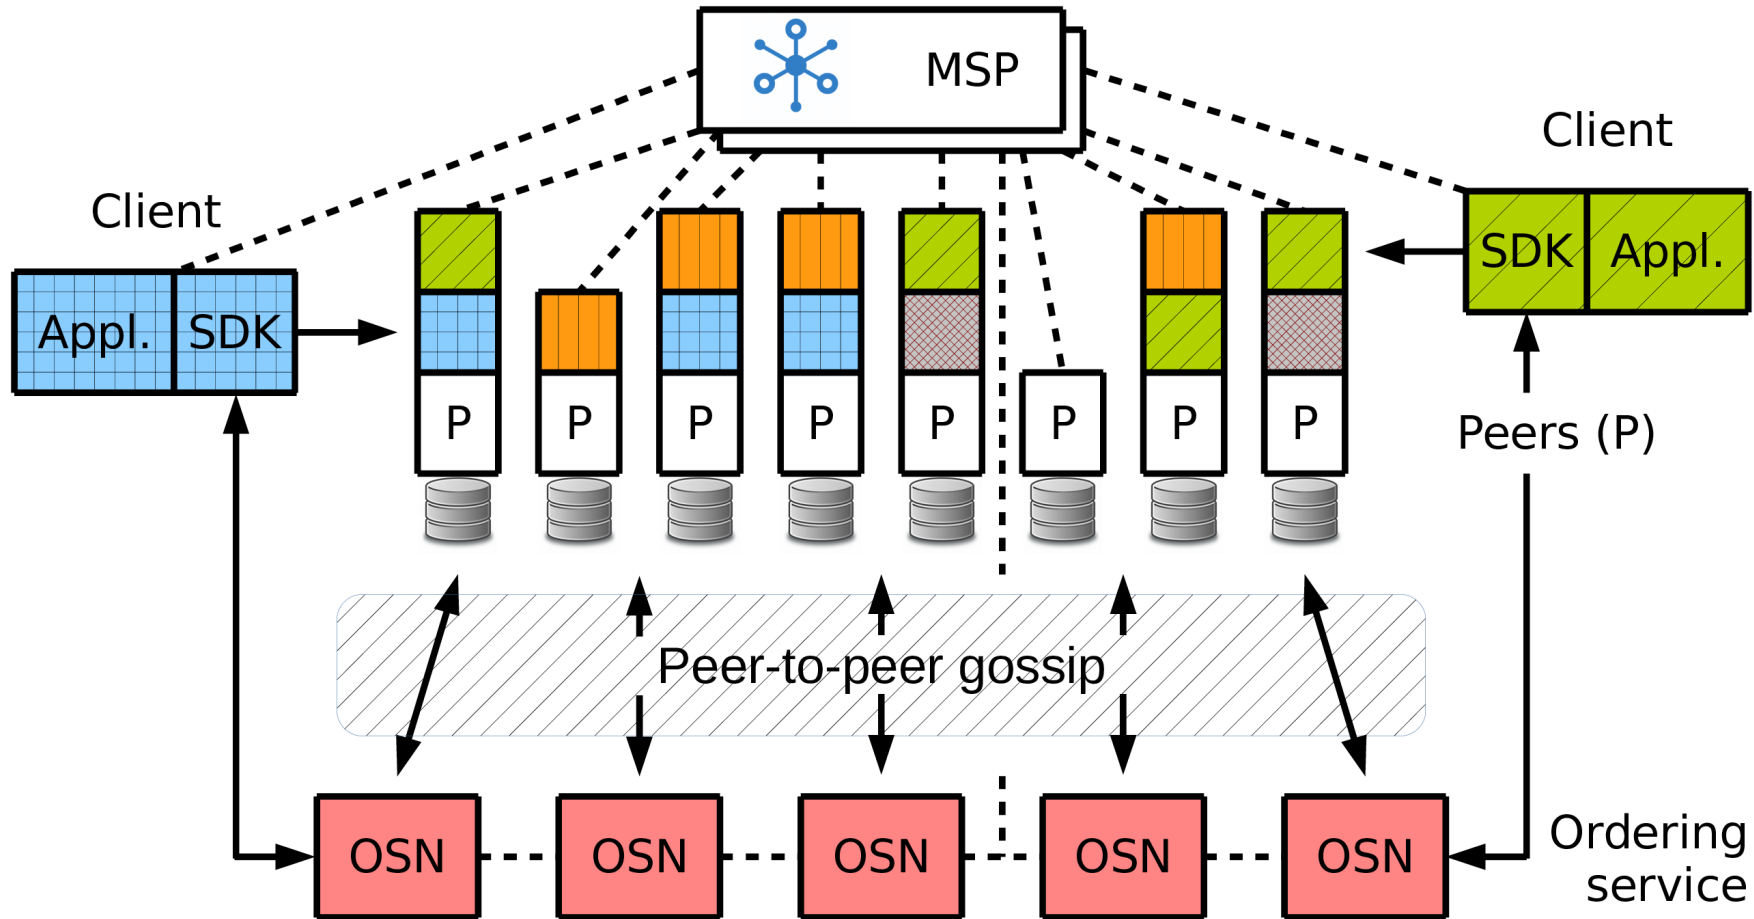 MSP
Client
Client
SDK Appl.
Appl. SDK
P P P P P P P P
Peers (P)
Peer-to-peer gossip
OSN OSN OSN OSN OSN
Ordering
service